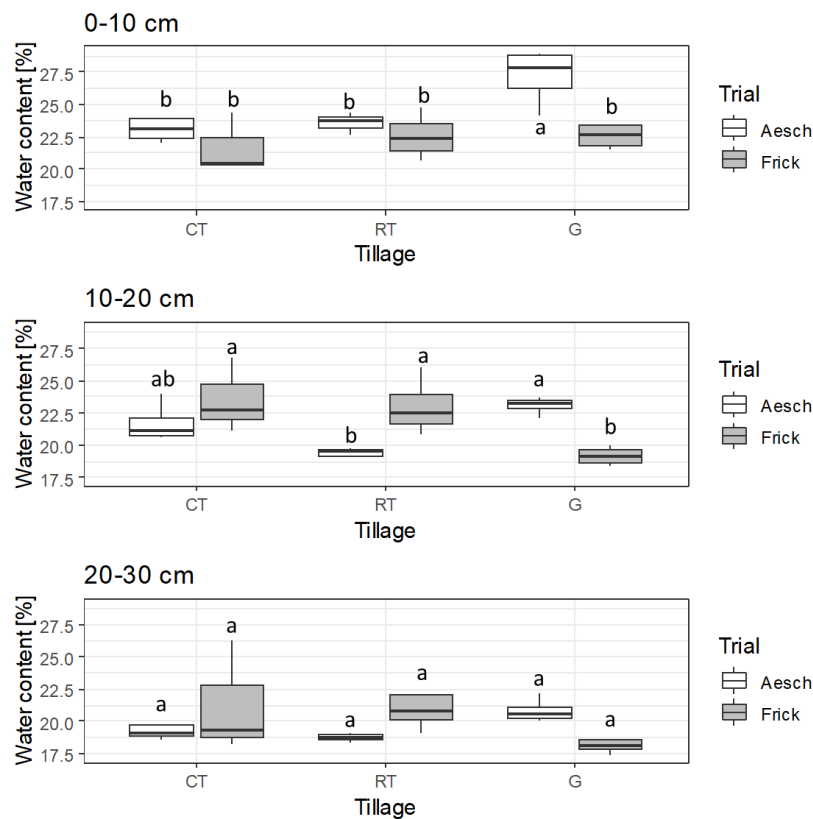 0-10 cm
Water content [%]
27.5
25.0
22.5
20.0
17.5
b b b b a b
CT RT G
Tillage
Trial
Aesch
Frick
10-20 cm
Water content [%]
27.5
25.0
22.5
20.0
17.5
ab a b a a b
CT RT G
Tillage
Trial
Aesch
Frick
20-30 cm
Water content [%]
27.5
25.0
22.5
20.0
17.5
a a a a a a
CT RT G
Tillage
Trial
Aesch
Frick